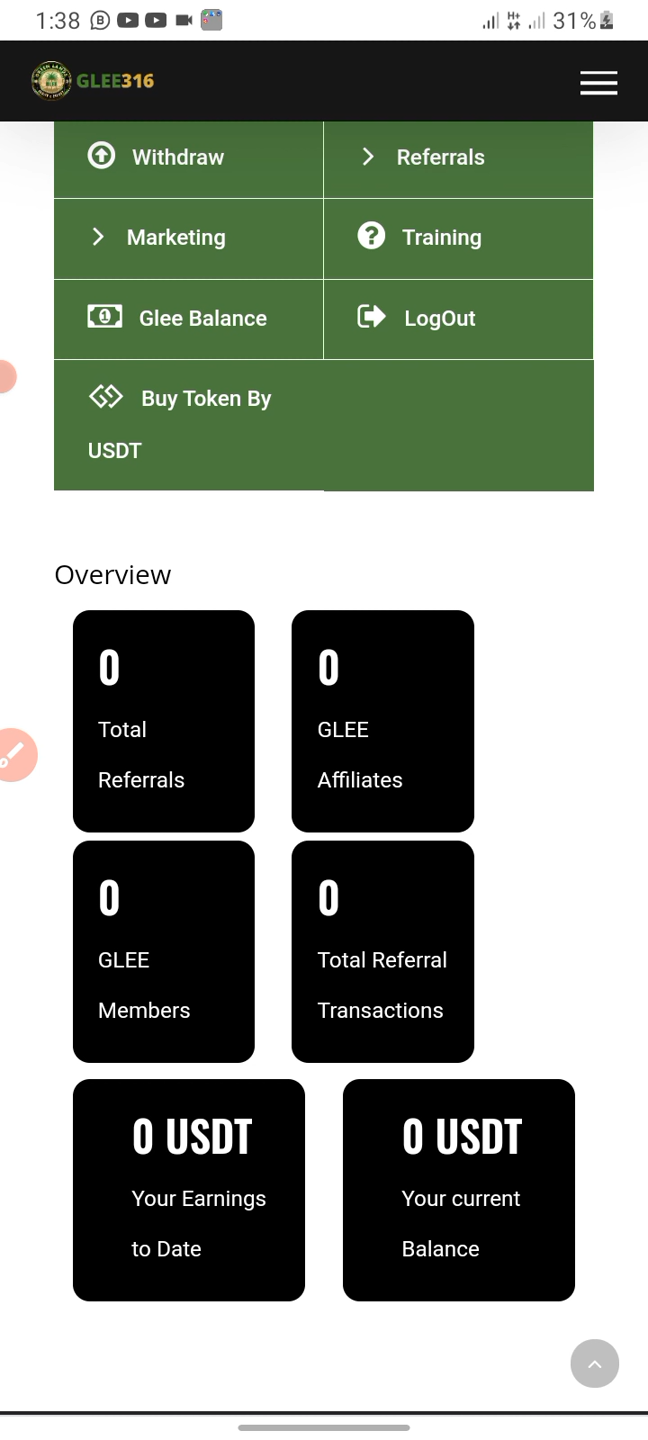 1:38
31%
GLEE316
Withdraw
Referrals
Marketing
Training
Glee Balance
LogOut
Buy Token By
USDT
Overview
0
Total
Referrals
0
GLEE
Affiliates
0
GLEE
Members
0
Total Referral
Transactions
0 USDT
Your Earnings
to Date
0 USDT
Your current
Balance